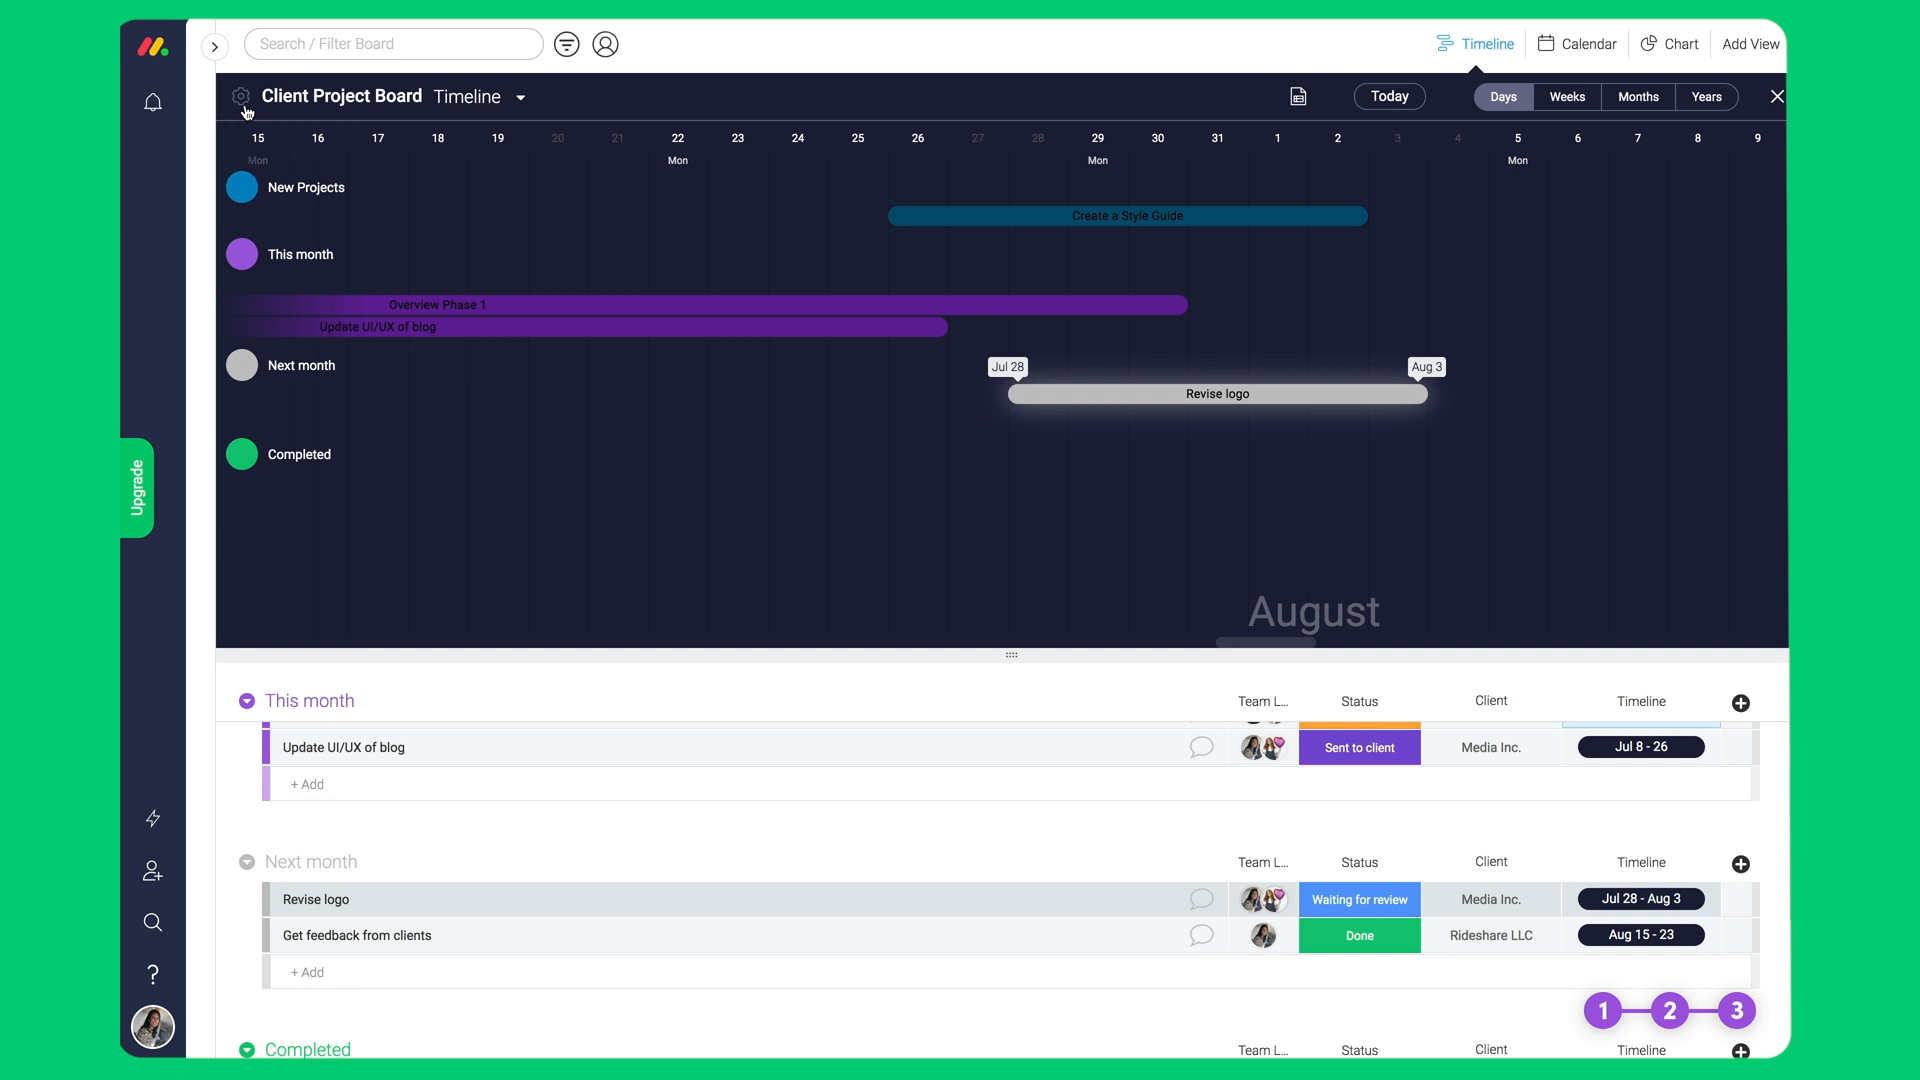 Search / Filter Board
Timeline
Calendar
Chart
Add View
Client Project Board Timeline
Today
Days
Weeks
Months
Years
15 16 17 18 19 20 21 22 23 24 25 26 27 28 29 30 31 1 2 3 4 5 6 7 8 9
Mon Mon Mon Mon
New Projects
Create a Style Guide
This month
Overview Phase 1
Update UI/UX of blog
Next month
Jul 28
Aug 3
Revise logo
Completed
Upgrade
August
This month Team L... Status Client Timeline
Update UI/UX of blog Sent to client Media Inc. Jul 8 - 26
+ Add
Next month Team L... Status Client Timeline
Revise logo Waiting for review Media Inc. Jul 28 - Aug 3
Get feedback from clients Done Rideshare LLC Aug 15 - 23
+ Add
1 2 3
Completed Team L... Status Client Timeline
?